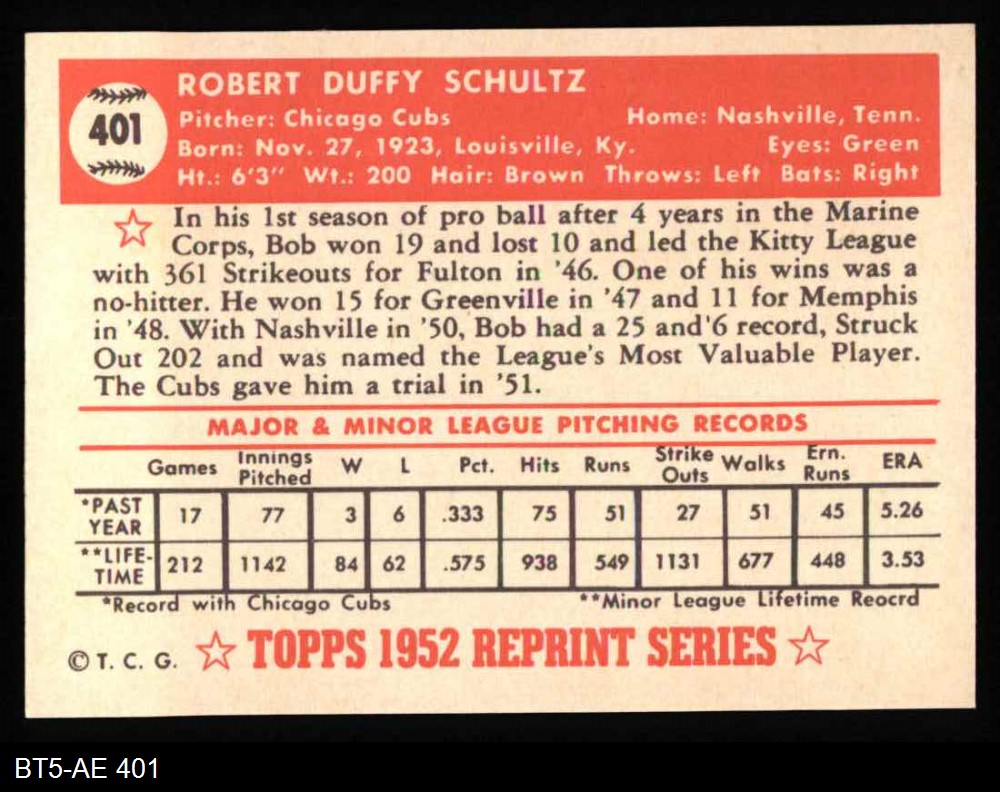 401
ROBERT DUFFY SCHULTZ
Pitcher: Chicago Cubs Home: Nashville, Tenn.
Born: Nov. 27, 1923, Louisville, Ky. Eyes: Green
Ht.: 6'3" Wt.: 200 Hair: Brown Throws: Left Bats: Right
In his 1st season of pro ball after 4 years in the Marine
Corps, Bob won 19 and lost 10 and led the Kitty League
with 361 Strikeouts for Fulton in '46. One of his wins was a
no-hitter. He won 15 for Greenville in '47 and 11 for Memphis
in '48. With Nashville in '50, Bob had a 25 and'6 record, Struck
Out 202 and was named the League's Most Valuable Player.
The Cubs gave him a trial in '51.
MAJOR & MINOR LEAGUE PITCHING RECORDS
Games Innings Pitched W L Pct. Hits Runs Strike Outs Walks Ern. Runs ERA
*PAST YEAR 17 77 3 6 .333 75 51 27 51 45 5.26
**LIFE-TIME 212 1142 84 62 .575 938 549 1131 677 448 3.53
*Record with Chicago Cubs **Minor League Lifetime Reocrd
© T. C. G. TOPPS 1952 REPRINT SERIES
BT5-AE 401